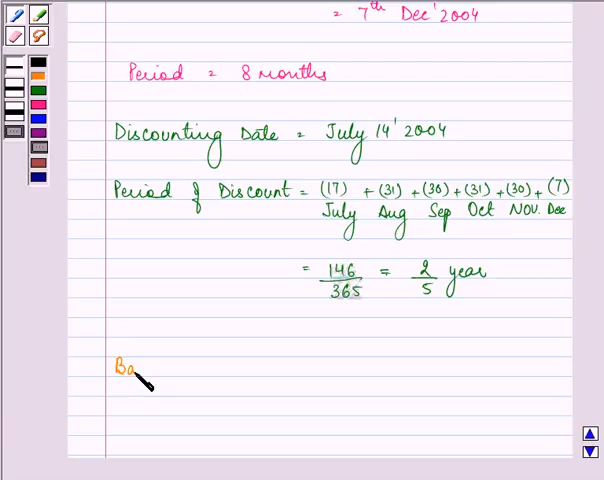 = 7th Dec' 2004
Period = 8 months
Discounting Date = July 14' 2004
Period of Discount = (17) + (31) + (30) + (31) + (30) + (7)
July Aug Sep Oct NOV. Dec
= 146/365 = 2/5 year
Ba